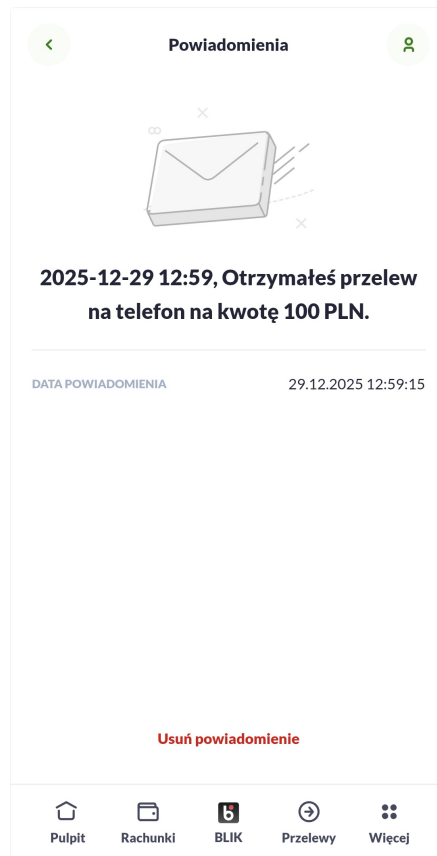 Powiadomienia
2025-12-29 12:59, Otrzymałeś przelew
na telefon na kwotę 100 PLN.
DATA POWIADOMIENIA 29.12.2025 12:59:15
Usuń powiadomienie
Pulpit Rachunki BLIK Przelewy Więcej